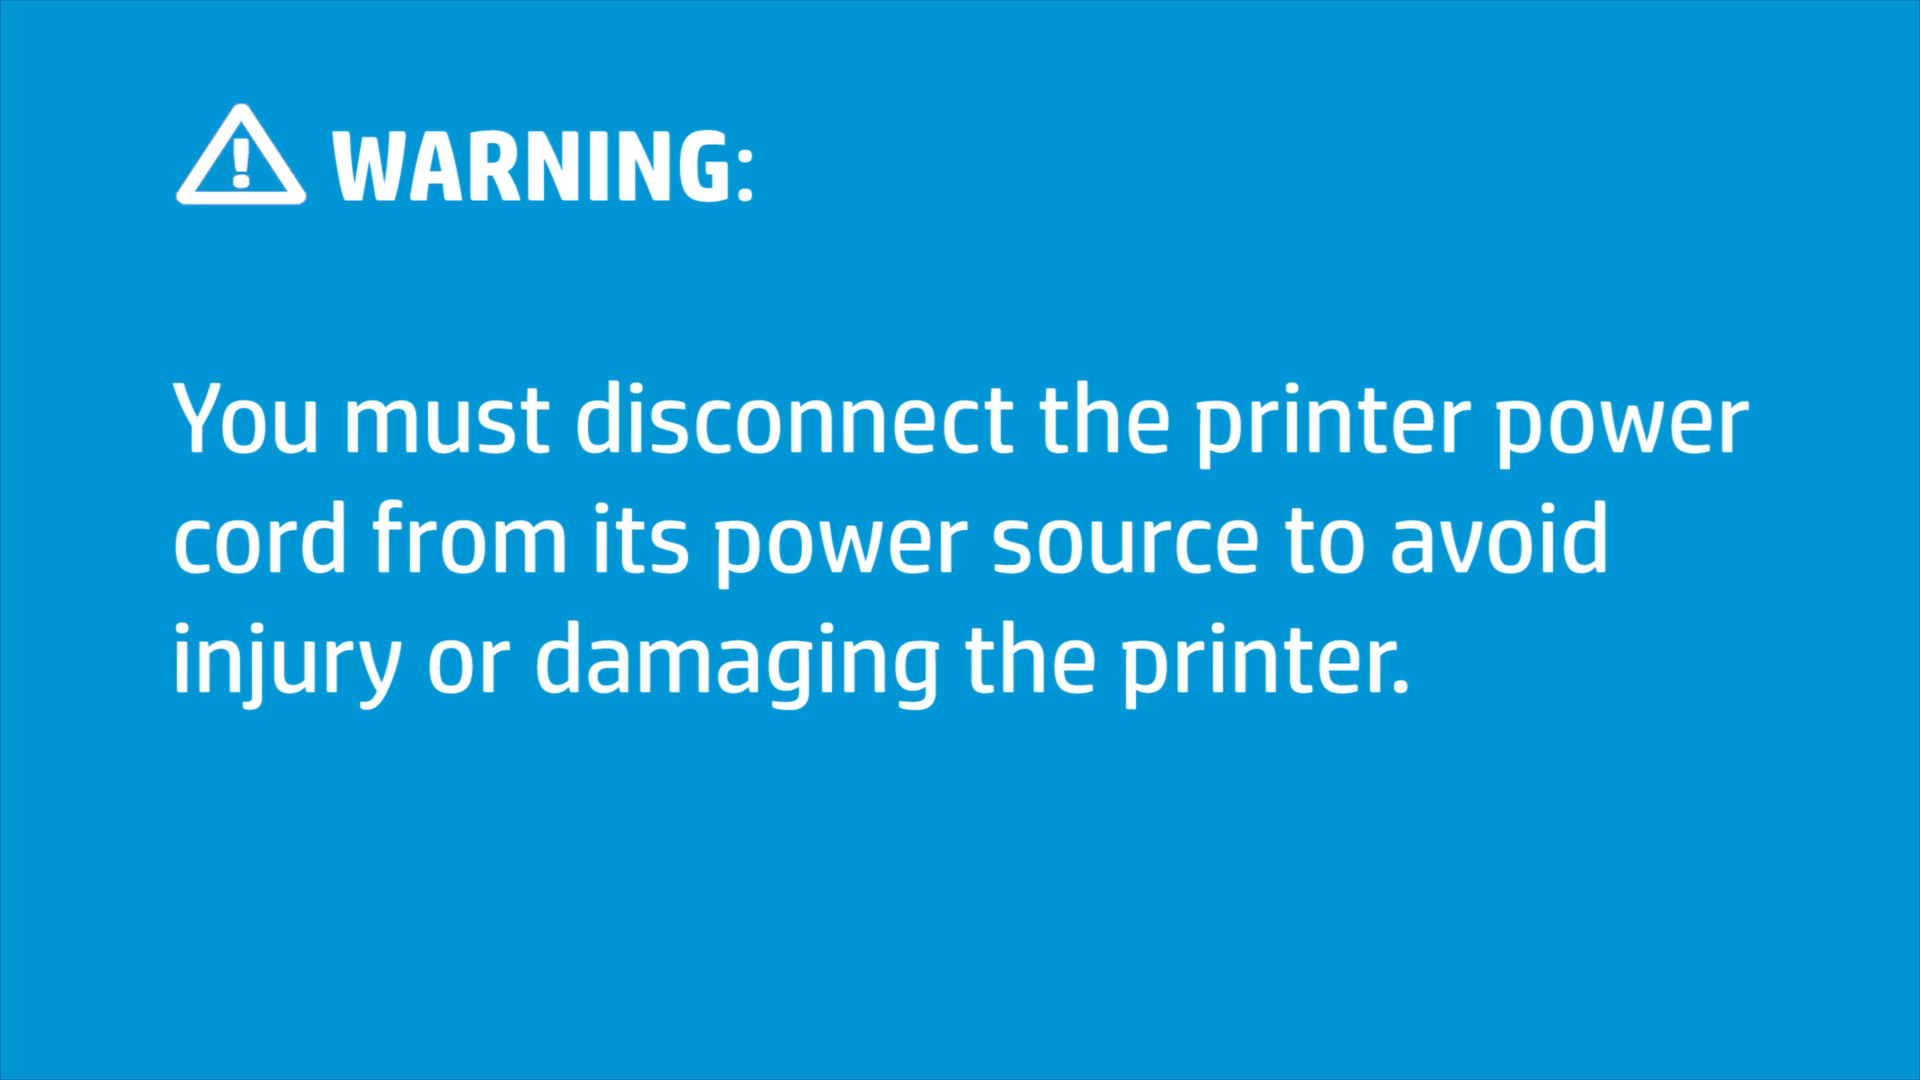 WARNING:
You must disconnect the printer power
cord from its power source to avoid
injury or damaging the printer.